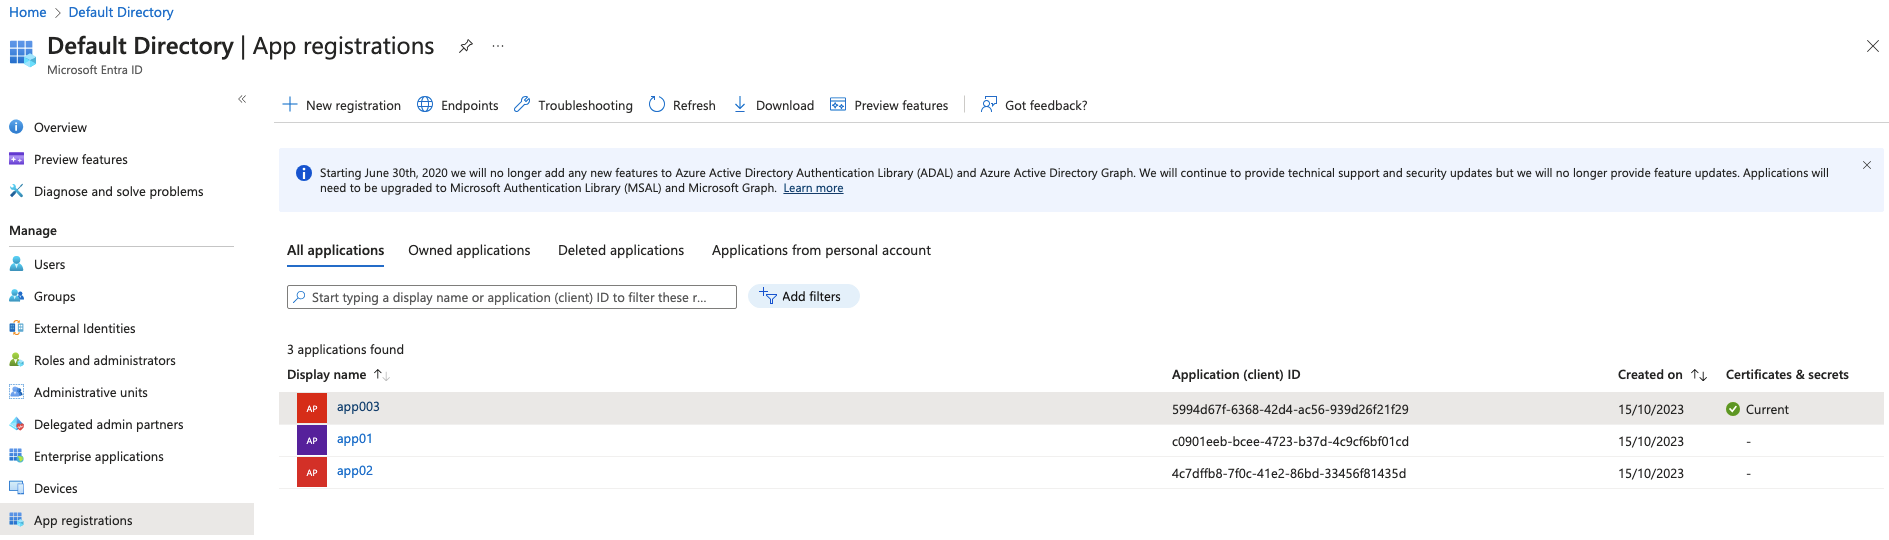 Home > Default Directory
Default Directory | App registrations
Microsoft Entra ID
Overview
Preview features
Diagnose and solve problems
Manage
Users
Groups
External Identities
Roles and administrators
Administrative units
Delegated admin partners
Enterprise applications
Devices
App registrations
New registration Endpoints Troubleshooting Refresh Download Preview features Got feedback?
Starting June 30th, 2020 we will no longer add any new features to Azure Active Directory Authentication Library (ADAL) and Azure Active Directory Graph. We will continue to provide technical support and security updates but we will no longer provide feature updates. Applications will
need to be upgraded to Microsoft Authentication Library (MSAL) and Microsoft Graph. Learn more
All applications Owned applications Deleted applications Applications from personal account
Start typing a display name or application (client) ID to filter these r... Add filters
3 applications found
Display name Application (client) ID Created on Certificates & secrets
AP app003 5994d67f-6368-42d4-ac56-939d26f21f29 15/10/2023 Current
AP app01 c0901eeb-bcee-4723-b37d-4c9cf6bf01cd 15/10/2023 -
AP app02 4c7dffb8-7f0c-41e2-86bd-33456f81435d 15/10/2023 -